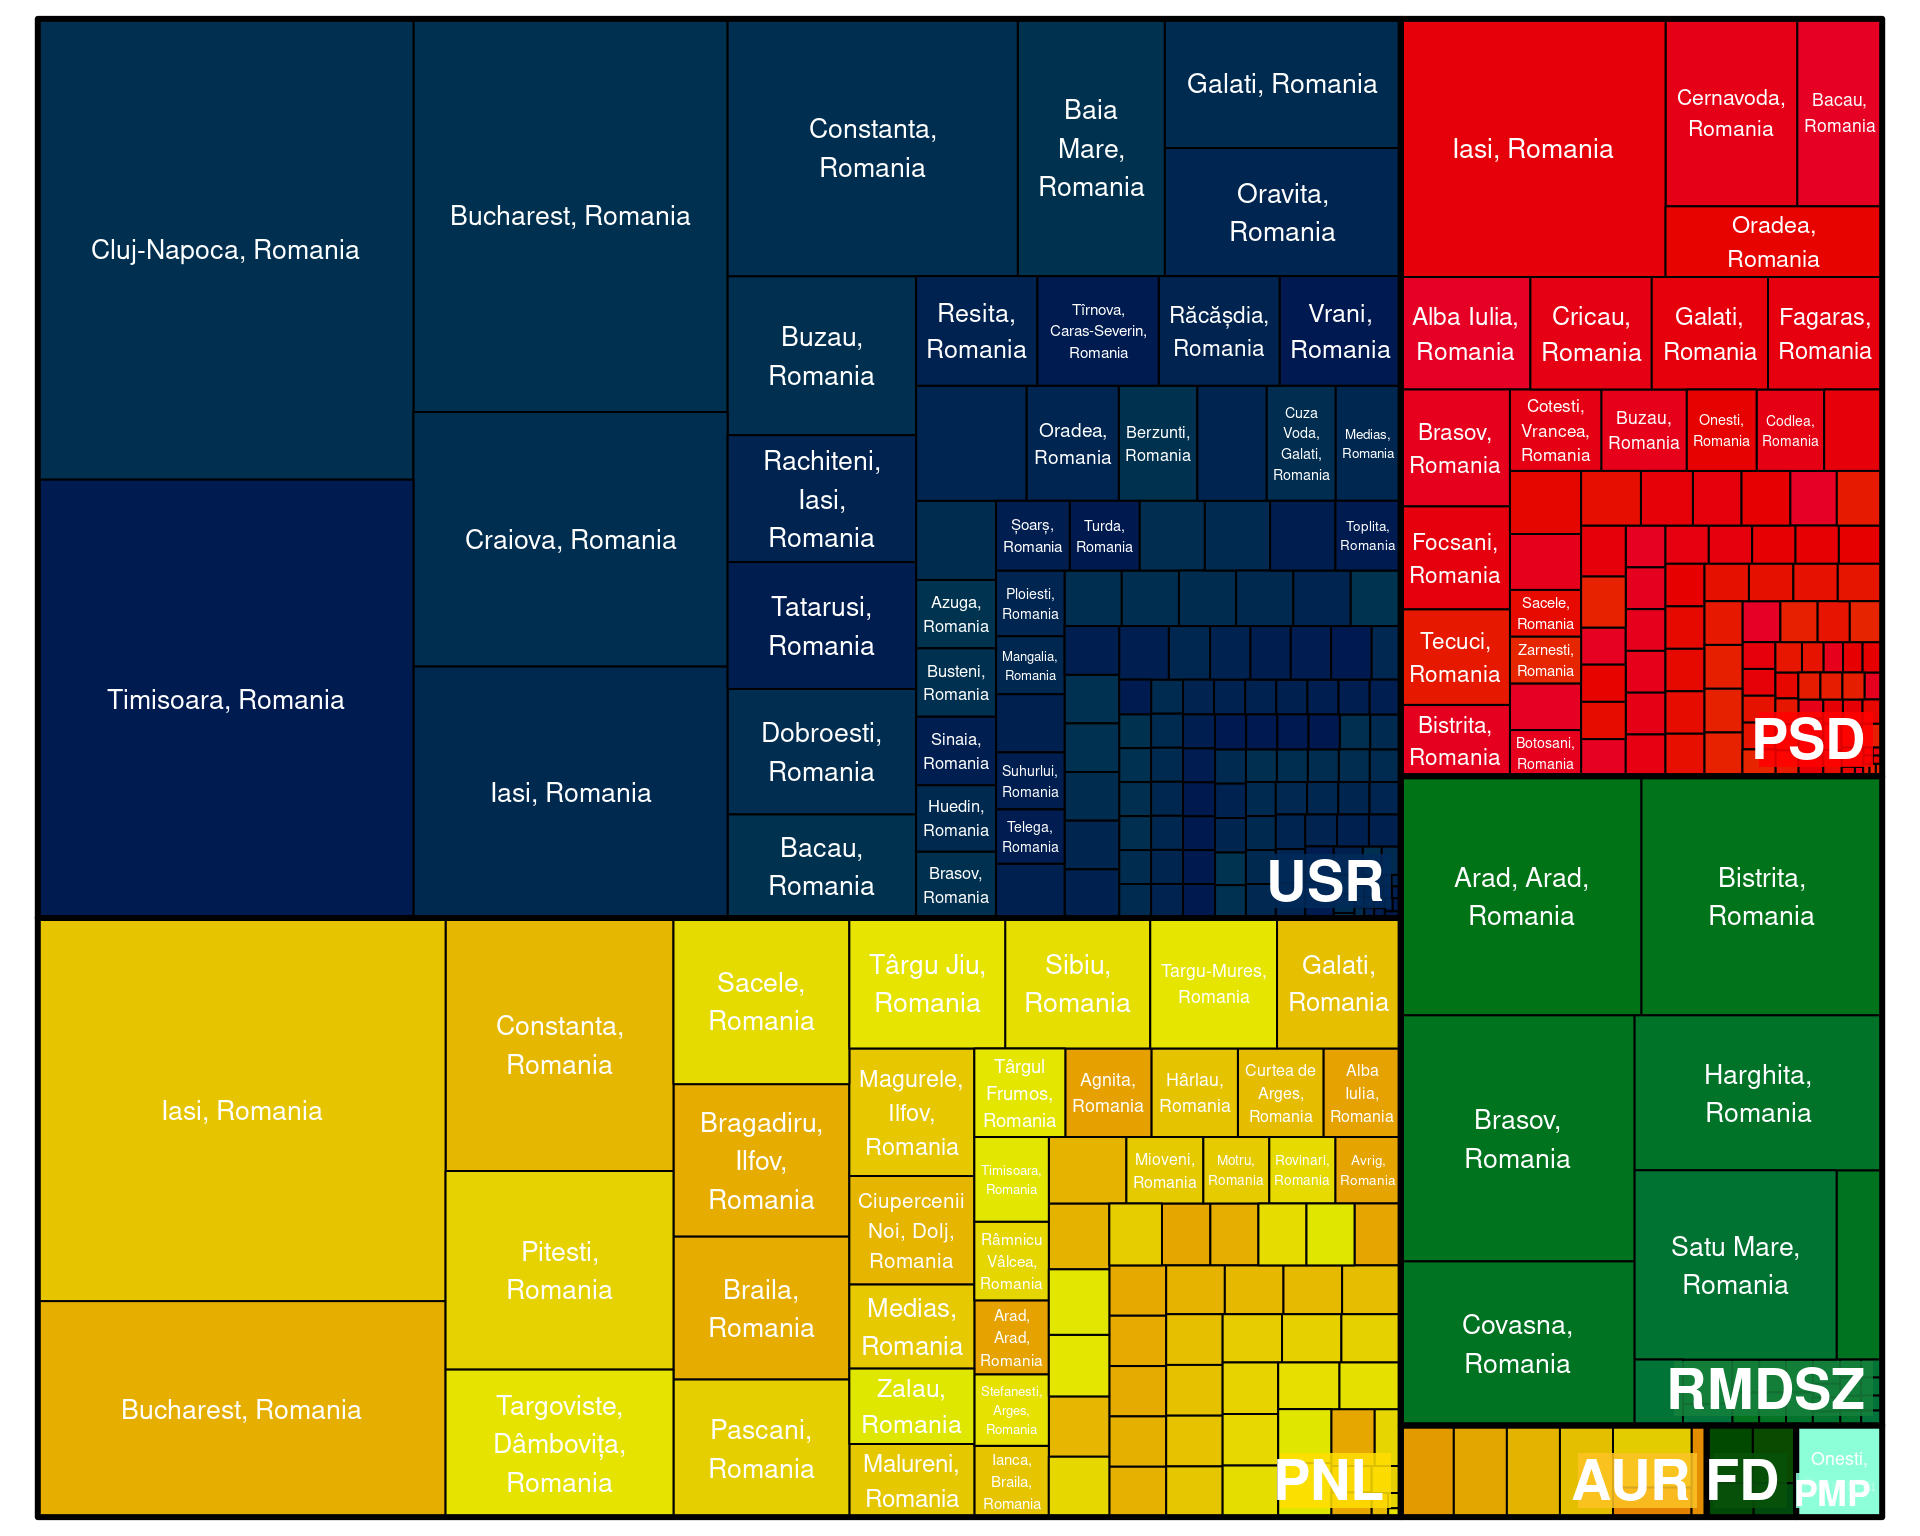 Cluj-Napoca, Romania
Timisoara, Romania
Bucharest, Romania
Craiova, Romania
Iasi, Romania
Constanta,
Romania
Baia
Mare,
Romania
Galati, Romania
Oravita,
Romania
Buzau,
Romania
Rachiteni,
Iasi,
Romania
Tatarusi,
Romania
Dobroesti,
Romania
Bacau,
Romania
Resita,
Romania
Tîrnova,
Caras-Severin,
Romania
Răcășdia,
Romania
Vrani,
Romania
Oradea,
Romania
Berzunti,
Romania
Cuza
Voda,
Galati,
Romania
Medias,
Romania
Șoarș,
Romania
Turda,
Romania
Toplita,
Romania
Azuga,
Romania
Busteni,
Romania
Sinaia,
Romania
Huedin,
Romania
Brasov,
Romania
Ploiesti,
Romania
Mangalia,
Romania
Suhurlui,
Romania
Telega,
Romania
USR
Iasi, Romania
Cernavoda,
Romania
Bacau,
Romania
Oradea,
Romania
Alba Iulia,
Romania
Cricau,
Romania
Galati,
Romania
Fagaras,
Romania
Brasov,
Romania
Focsani,
Romania
Tecuci,
Romania
Bistrita,
Romania
Cotesti,
Vrancea,
Romania
Buzau,
Romania
Onesti,
Romania
Codlea,
Romania
Sacele,
Romania
Zarnesti,
Romania
Botosani,
Romania
PSD
Iasi, Romania
Bucharest, Romania
Constanta,
Romania
Pitesti,
Romania
Targoviste,
Dâmbovița,
Romania
Sacele,
Romania
Bragadiru,
Ilfov,
Romania
Braila,
Romania
Pascani,
Romania
Târgu Jiu,
Romania
Sibiu,
Romania
Targu-Mures,
Romania
Galati,
Romania
Magurele,
Ilfov,
Romania
Ciupercenii
Noi, Dolj,
Romania
Medias,
Romania
Zalau,
Romania
Malureni,
Romania
Târgul
Frumos,
Romania
Agnita,
Romania
Hârlau,
Romania
Curtea de
Arges,
Romania
Alba
Iulia,
Romania
Timisoara,
Romania
Râmnicu
Vâlcea,
Romania
Arad,
Arad,
Romania
Stefanesti,
Arges,
Romania
Ianca,
Braila,
Romania
Mioveni,
Romania
Motru,
Romania
Rovinari,
Romania
Avrig,
Romania
PNL
Arad, Arad,
Romania
Bistrita,
Romania
Brasov,
Romania
Covasna,
Romania
Harghita,
Romania
Satu Mare,
Romania
RMDSZ
AUR
FD
Onesti,
PMP